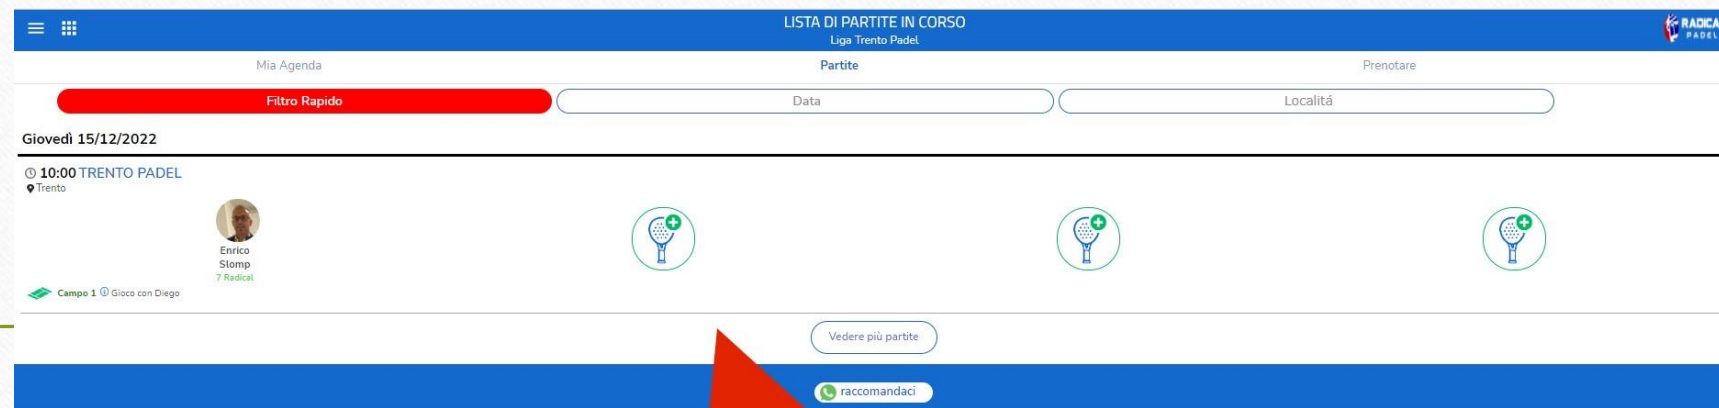 LISTA DI PARTITE IN CORSO
Liga Trento Padel
RADICA
PADEL
Mia Agenda
Partite
Prenotare
Filtro Rapido
Data
Localitá
Giovedì 15/12/2022
10:00 TRENTO PADEL
Trento
Enrico
Slomp
7 Radical
Campo 1 Gioco con Diego
Vedere più partite
raccomandaci